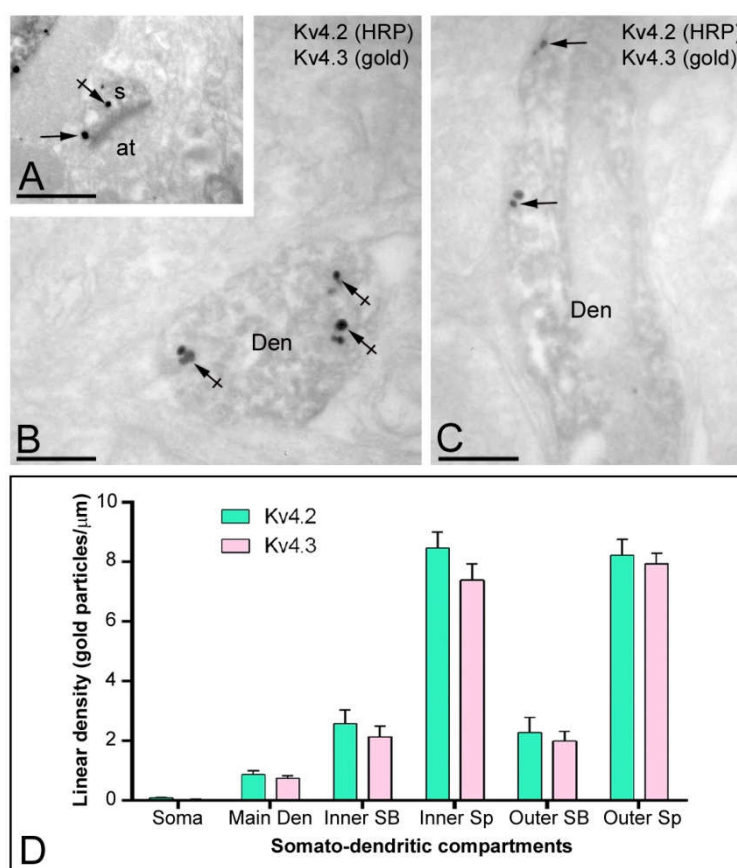 s
at
A
Kv4.2 (HRP)
Kv4.3 (gold)
Den
B
Kv4.2 (HRP)
Kv4.3 (gold)
Den
C
Kv4.2
Kv4.3
Linear density (gold particles/μm)
10
8
6
4
2
0
Soma Main Den Inner SB Inner Sp Outer SB Outer Sp
Somato-dendritic compartments
D